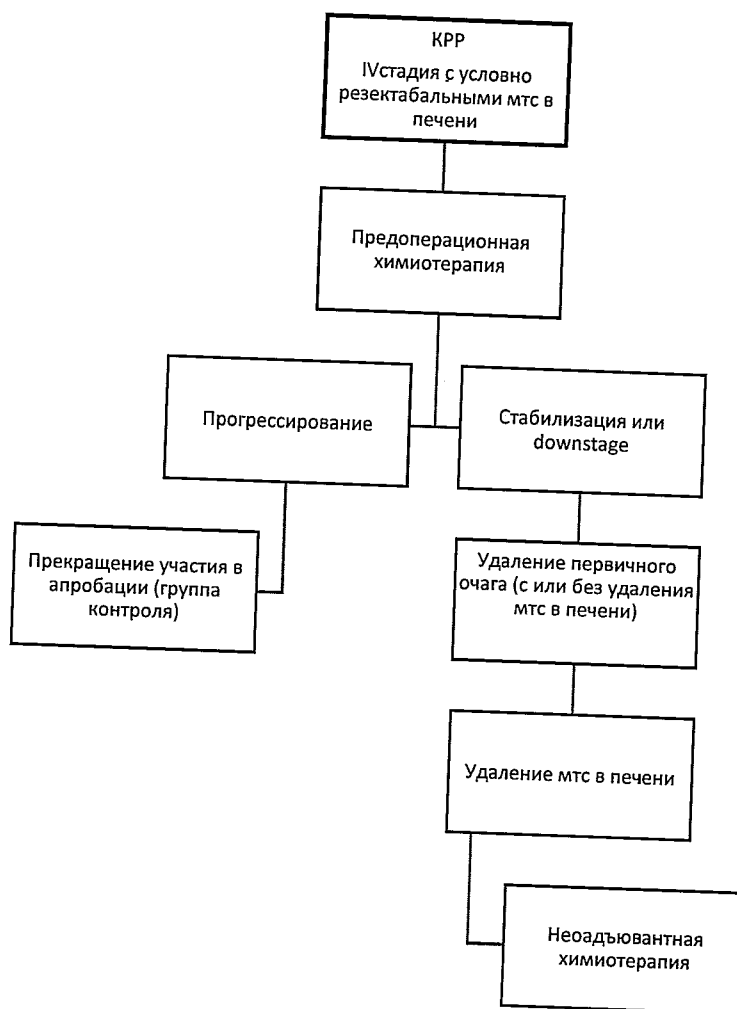 КРР
IVстадия с условно
резектабальными мтс в
печени
Предоперационная
химиотерапия
Прогрессирование
Стабилизация или
downstage
Прекращение участия в
апробации (группа
контроля)
Удаление первичного
очага (с или без удаления
мтс в печени)
Удаление мтс в печени
Неоадъювантная
химиотерапия